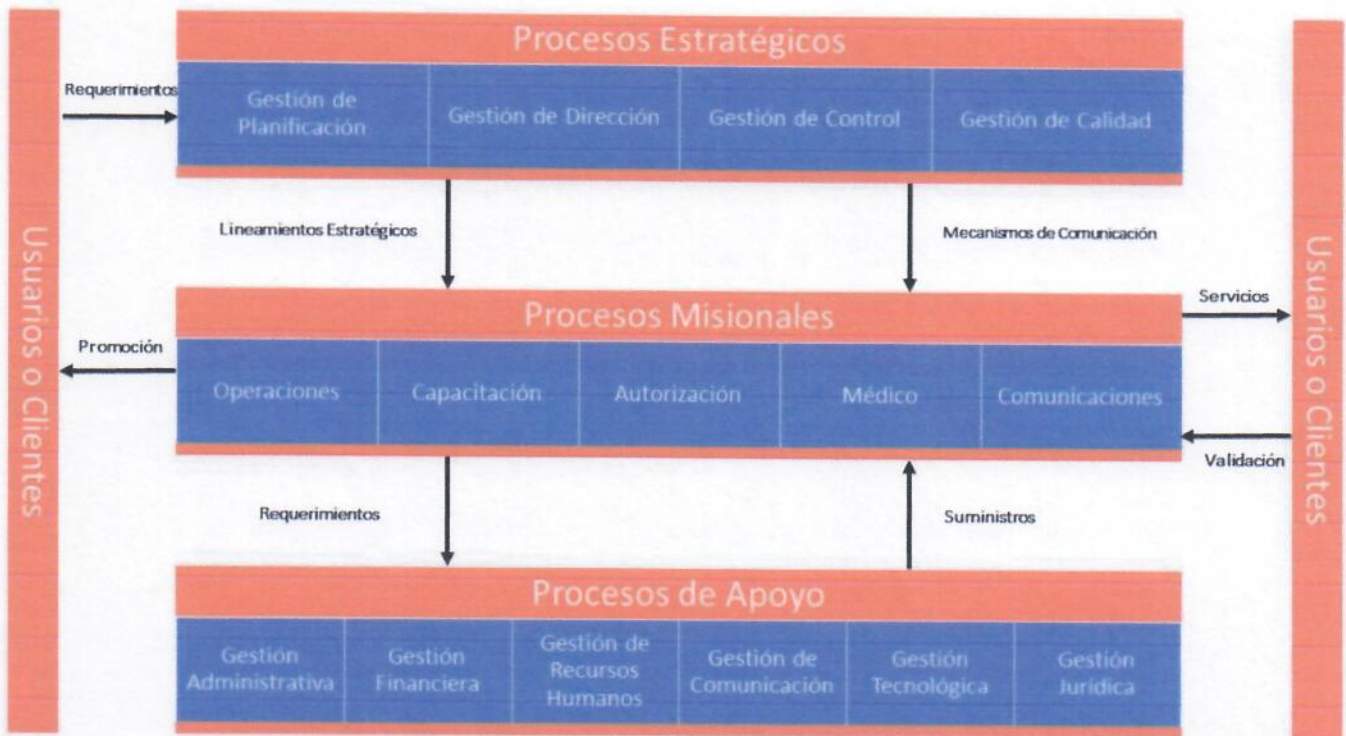 Procesos Estratégicos
Requerimientos
Gestión de
Planificación
Gestión de Dirección
Gestión de Control
Gestión de Calidad
Lineamientos Estratégicos
Mecanismos de Comunicación
Usuarios o Clientes
Usuarios o Clientes
Procesos Misionales
Servicios
Promoción
Operaciones
Capacitación
Autorización
Médico
Comunicaciones
Validación
Requerimientos
Suministros
Procesos de Apoyo
Gestión
Administrativa
Gestión
Financiera
Gestión de
Recursos
Humanos
Gestión de
Comunicación
Gestión
Tecnológica
Gestión
Jurídica